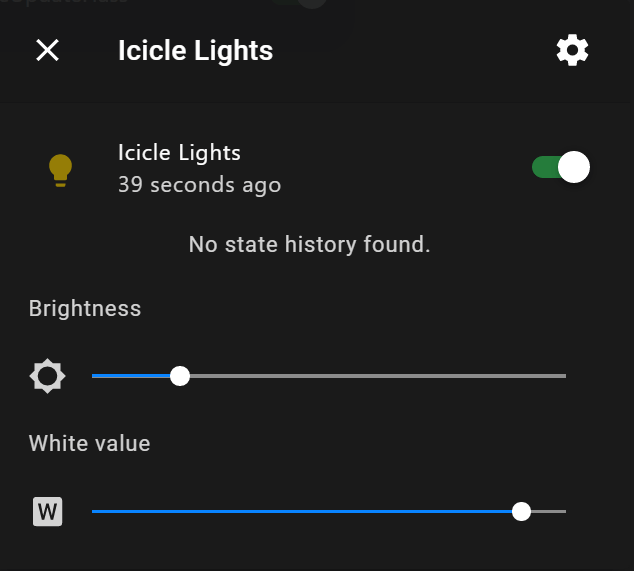 Icicle Lights
Icicle Lights
39 seconds ago
No state history found.
Brightness
White value
W